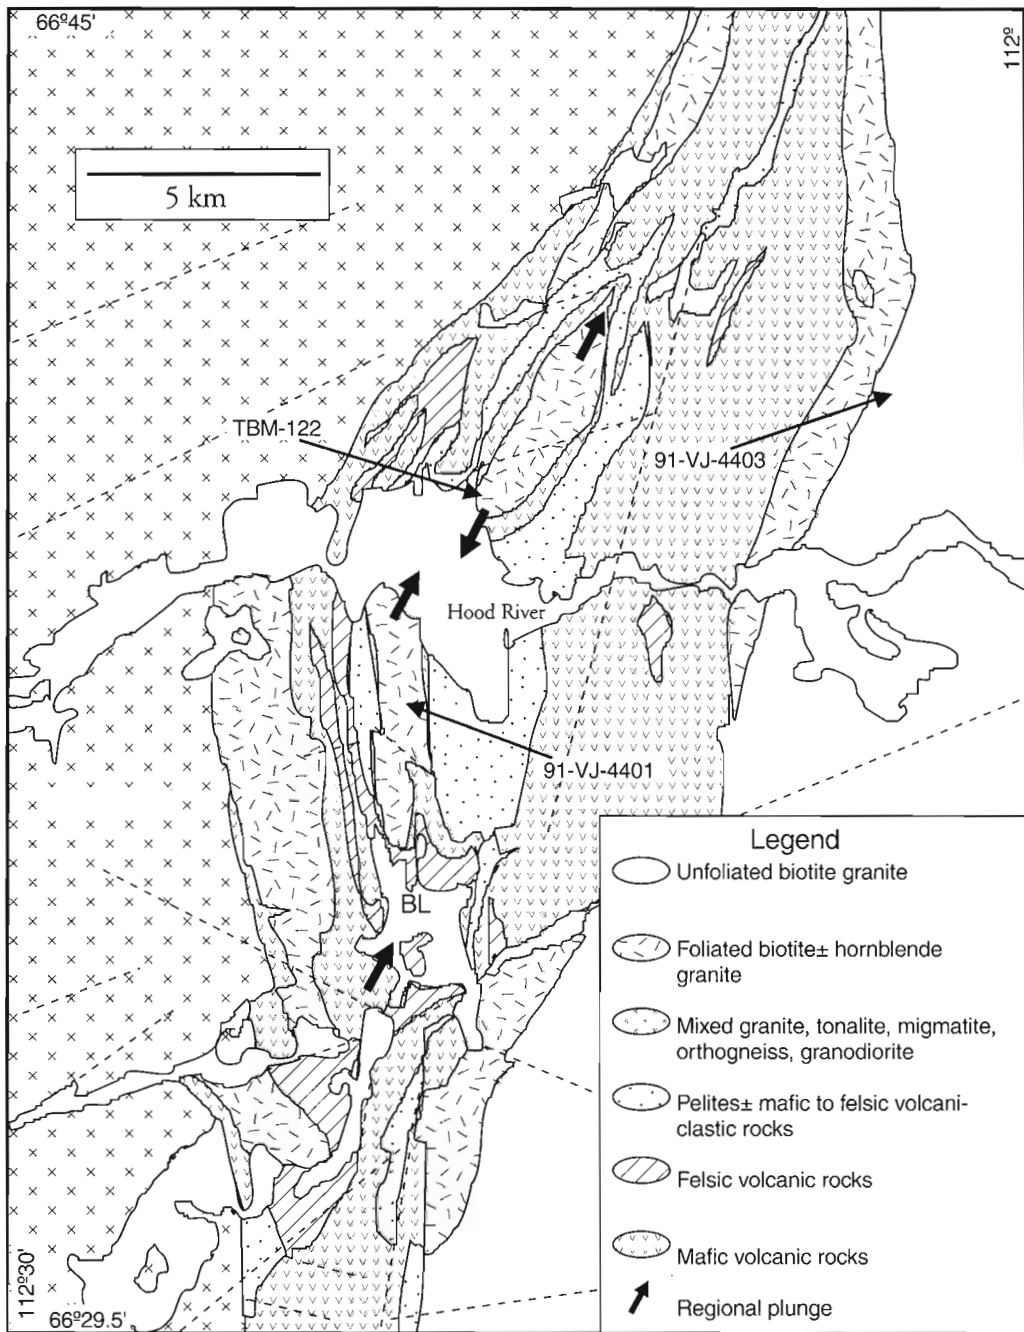 66º45'
112º
5 km
TBM-122
91-VJ-4403
Hood River
91-VJ-4401
BL
Legend
Unfoliated biotite granite
Foliated biotite± hornblende
granite
Mixed granite, tonalite, migmatite,
orthogneiss, granodiorite
Pelites± mafic to felsic volcani-
clastic rocks
Felsic volcanic rocks
Mafic volcanic rocks
Regional plunge
112º30'
66º29.5'